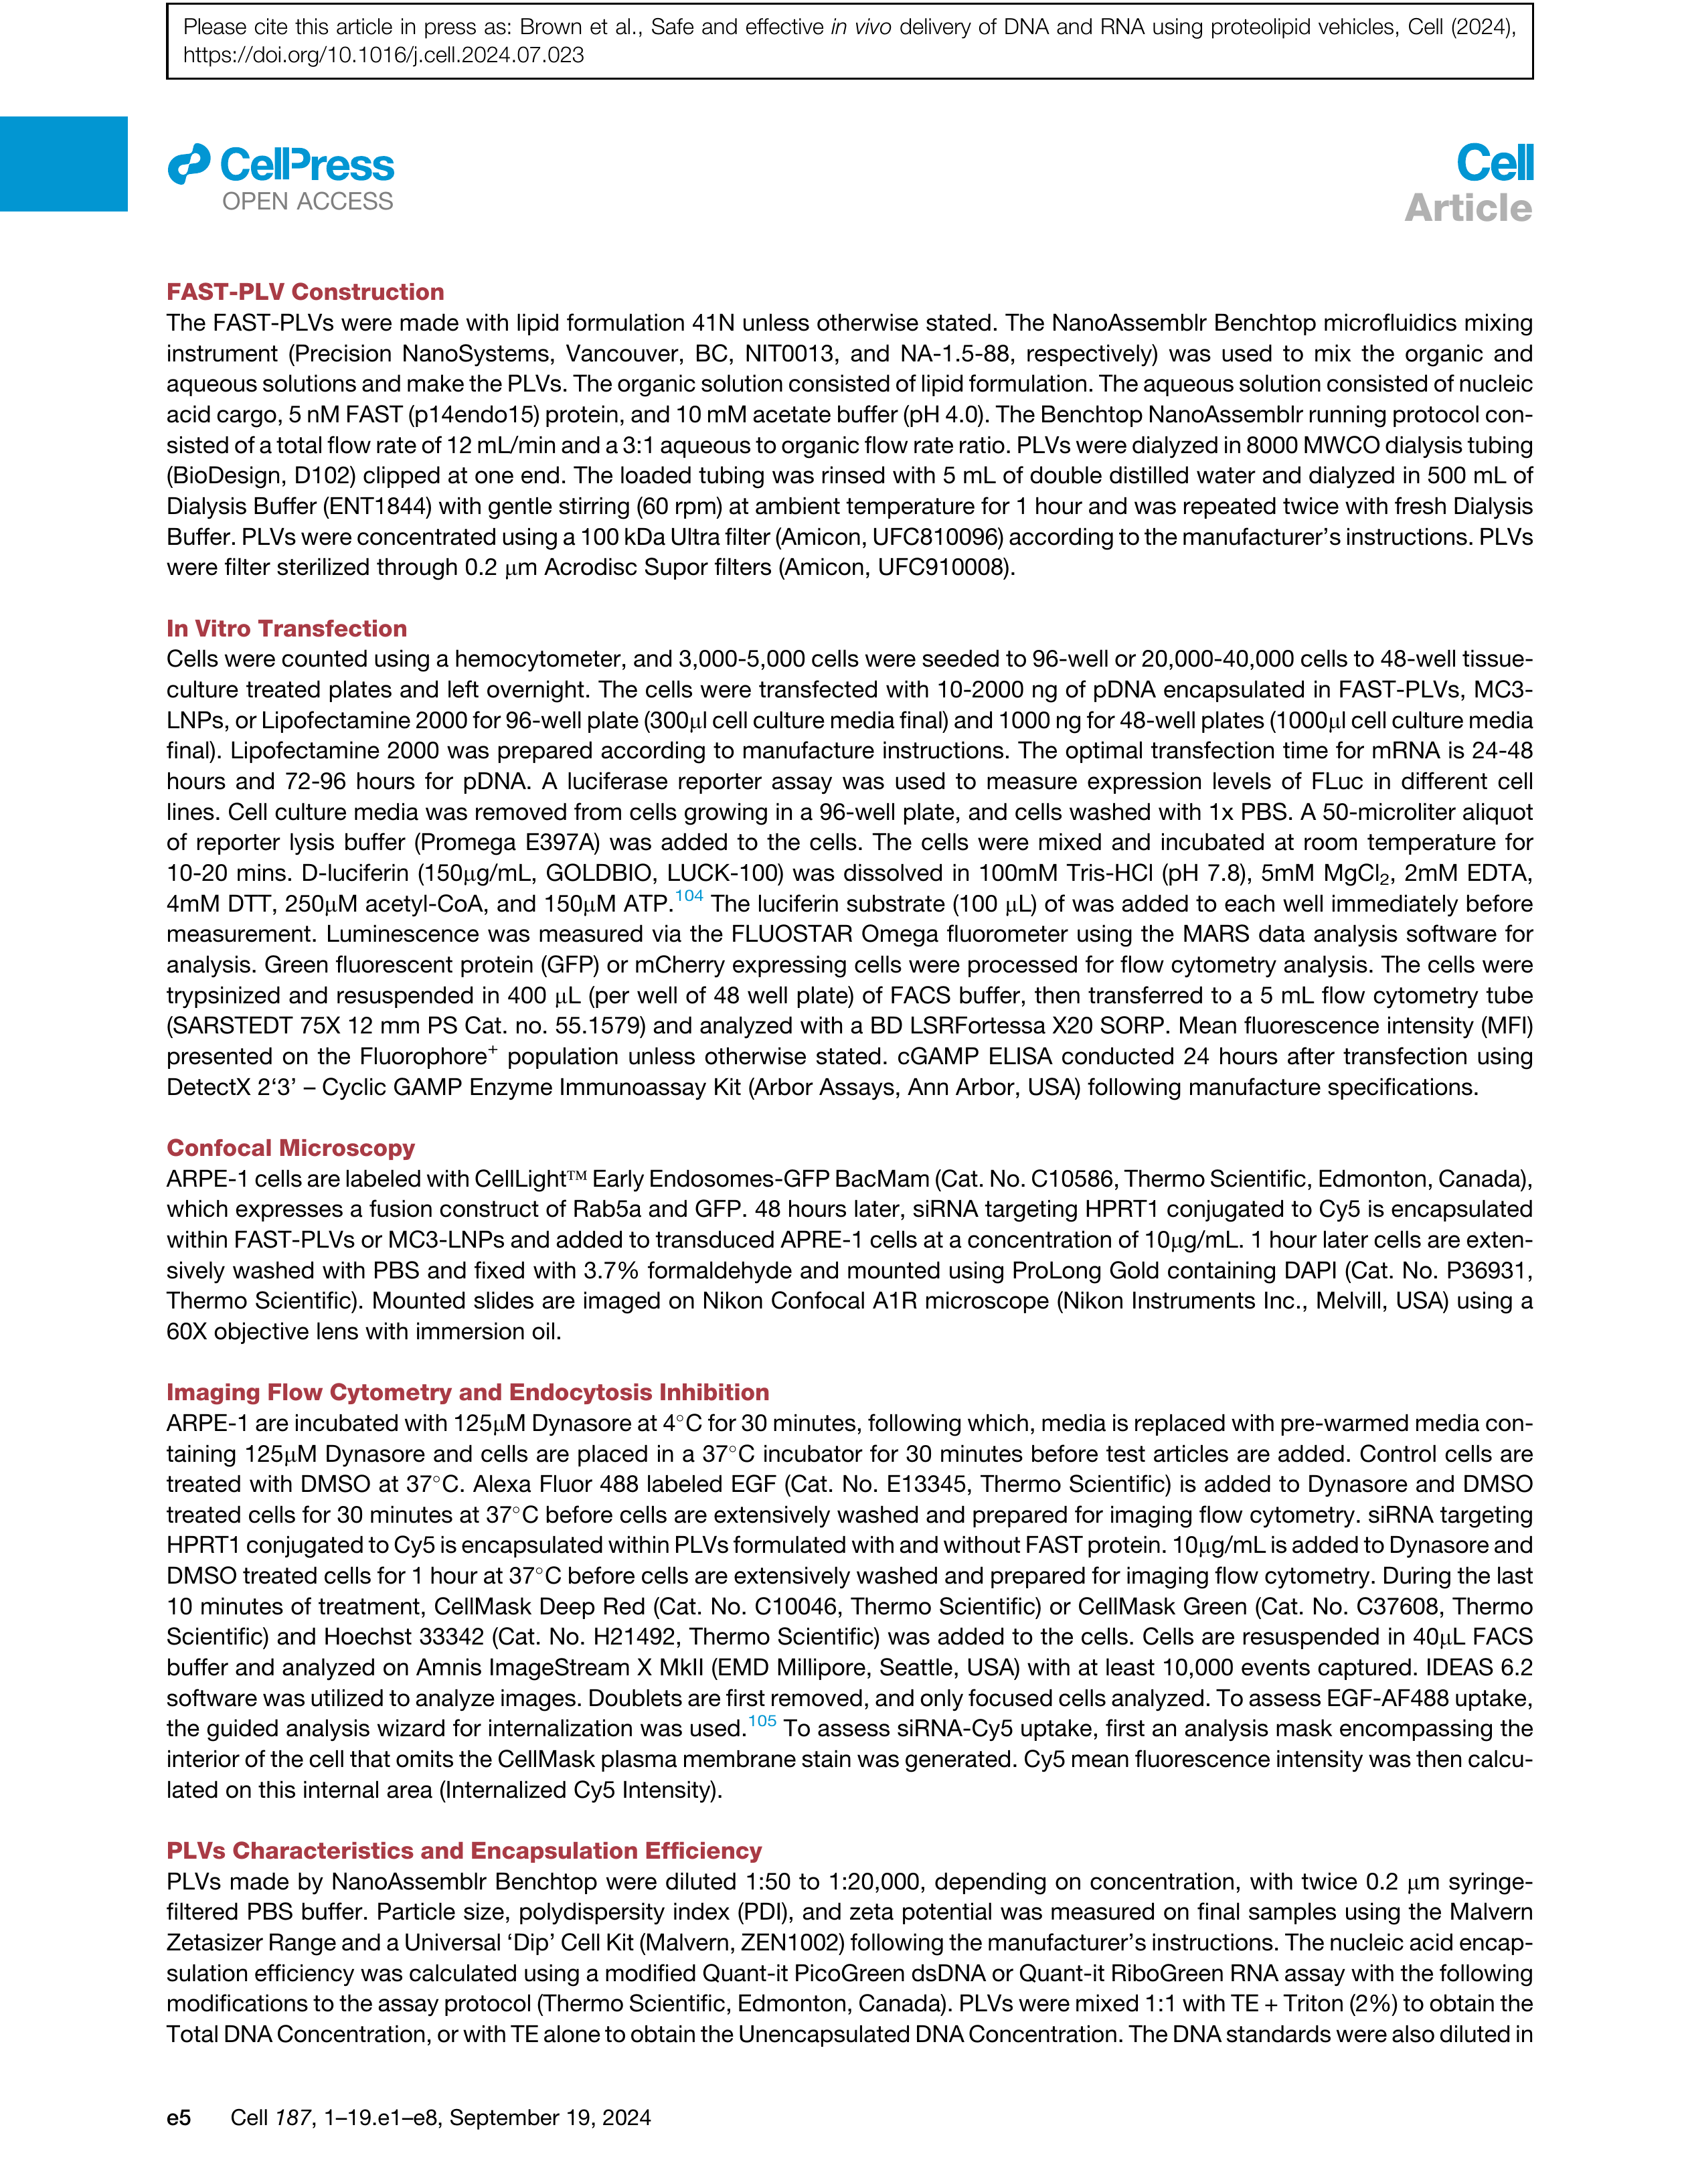 Please cite this article in press as: Brown et al., Safe and effective in vivo delivery of DNA and RNA using proteolipid vehicles, Cell (2024),
https://doi.org/10.1016/j.cell.2024.07.023
CellPress
OPEN ACCESS
Cell
Article
FAST-PLV Construction
The FAST-PLVs were made with lipid formulation 41N unless otherwise stated. The NanoAssemblr Benchtop microfluidics mixing
instrument (Precision NanoSystems, Vancouver, BC, NIT0013, and NA-1.5-88, respectively) was used to mix the organic and
aqueous solutions and make the PLVs. The organic solution consisted of lipid formulation. The aqueous solution consisted of nucleic
acid cargo, 5 nM FAST (p14endo15) protein, and 10 mM acetate buffer (pH 4.0). The Benchtop NanoAssemblr running protocol con-
sisted of a total flow rate of 12 mL/min and a 3:1 aqueous to organic flow rate ratio. PLVs were dialyzed in 8000 MWCO dialysis tubing
(BioDesign, D102) clipped at one end. The loaded tubing was rinsed with 5 mL of double distilled water and dialyzed in 500 mL of
Dialysis Buffer (ENT1844) with gentle stirring (60 rpm) at ambient temperature for 1 hour and was repeated twice with fresh Dialysis
Buffer. PLVs were concentrated using a 100 kDa Ultra filter (Amicon, UFC810096) according to the manufacturer's instructions. PLVs
were filter sterilized through 0.2 μm Acrodisc Supor filters (Amicon, UFC910008).
In Vitro Transfection
Cells were counted using a hemocytometer, and 3,000-5,000 cells were seeded to 96-well or 20,000-40,000 cells to 48-well tissue-
culture treated plates and left overnight. The cells were transfected with 10-2000 ng of pDNA encapsulated in FAST-PLVs, MC3-
LNPs, or Lipofectamine 2000 for 96-well plate (300μl cell culture media final) and 1000 ng for 48-well plates (1000μl cell culture media
final). Lipofectamine 2000 was prepared according to manufacture instructions. The optimal transfection time for mRNA is 24-48
hours and 72-96 hours for pDNA. A luciferase reporter assay was used to measure expression levels of FLuc in different cell
lines. Cell culture media was removed from cells growing in a 96-well plate, and cells washed with 1x PBS. A 50-microliter aliquot
of reporter lysis buffer (Promega E397A) was added to the cells. The cells were mixed and incubated at room temperature for
10-20 mins. D-luciferin (150μg/mL, GOLDBIO, LUCK-100) was dissolved in 100mM Tris-HCl (pH 7.8), 5mM MgCl₂, 2mM EDTA,
4mM DTT, 250μM acetyl-CoA, and 150μM ATP.¹⁰⁴ The luciferin substrate (100 μL) of was added to each well immediately before
measurement. Luminescence was measured via the FLUOSTAR Omega fluorometer using the MARS data analysis software for
analysis. Green fluorescent protein (GFP) or mCherry expressing cells were processed for flow cytometry analysis. The cells were
trypsinized and resuspended in 400 μL (per well of 48 well plate) of FACS buffer, then transferred to a 5 mL flow cytometry tube
(SARSTEDT 75X 12 mm PS Cat. no. 55.1579) and analyzed with a BD LSRFortessa X20 SORP. Mean fluorescence intensity (MFI)
presented on the Fluorophore⁺ population unless otherwise stated. cGAMP ELISA conducted 24 hours after transfection using
DetectX 2‘3’ – Cyclic GAMP Enzyme Immunoassay Kit (Arbor Assays, Ann Arbor, USA) following manufacture specifications.
Confocal Microscopy
ARPE-1 cells are labeled with CellLight™ Early Endosomes-GFP BacMam (Cat. No. C10586, Thermo Scientific, Edmonton, Canada),
which expresses a fusion construct of Rab5a and GFP. 48 hours later, siRNA targeting HPRT1 conjugated to Cy5 is encapsulated
within FAST-PLVs or MC3-LNPs and added to transduced APRE-1 cells at a concentration of 10μg/mL. 1 hour later cells are exten-
sively washed with PBS and fixed with 3.7% formaldehyde and mounted using ProLong Gold containing DAPI (Cat. No. P36931,
Thermo Scientific). Mounted slides are imaged on Nikon Confocal A1R microscope (Nikon Instruments Inc., Melvill, USA) using a
60X objective lens with immersion oil.
Imaging Flow Cytometry and Endocytosis Inhibition
ARPE-1 are incubated with 125μM Dynasore at 4°C for 30 minutes, following which, media is replaced with pre-warmed media con-
taining 125μM Dynasore and cells are placed in a 37°C incubator for 30 minutes before test articles are added. Control cells are
treated with DMSO at 37°C. Alexa Fluor 488 labeled EGF (Cat. No. E13345, Thermo Scientific) is added to Dynasore and DMSO
treated cells for 30 minutes at 37°C before cells are extensively washed and prepared for imaging flow cytometry. siRNA targeting
HPRT1 conjugated to Cy5 is encapsulated within PLVs formulated with and without FAST protein. 10μg/mL is added to Dynasore and
DMSO treated cells for 1 hour at 37°C before cells are extensively washed and prepared for imaging flow cytometry. During the last
10 minutes of treatment, CellMask Deep Red (Cat. No. C10046, Thermo Scientific) or CellMask Green (Cat. No. C37608, Thermo
Scientific) and Hoechst 33342 (Cat. No. H21492, Thermo Scientific) was added to the cells. Cells are resuspended in 40μL FACS
buffer and analyzed on Amnis ImageStream X MkII (EMD Millipore, Seattle, USA) with at least 10,000 events captured. IDEAS 6.2
software was utilized to analyze images. Doublets are first removed, and only focused cells analyzed. To assess EGF-AF488 uptake,
the guided analysis wizard for internalization was used.¹⁰⁵ To assess siRNA-Cy5 uptake, first an analysis mask encompassing the
interior of the cell that omits the CellMask plasma membrane stain was generated. Cy5 mean fluorescence intensity was then calcu-
lated on this internal area (Internalized Cy5 Intensity).
PLVs Characteristics and Encapsulation Efficiency
PLVs made by NanoAssemblr Benchtop were diluted 1:50 to 1:20,000, depending on concentration, with twice 0.2 μm syringe-
filtered PBS buffer. Particle size, polydispersity index (PDI), and zeta potential was measured on final samples using the Malvern
Zetasizer Range and a Universal ‘Dip’ Cell Kit (Malvern, ZEN1002) following the manufacturer's instructions. The nucleic acid encap-
sulation efficiency was calculated using a modified Quant-it PicoGreen dsDNA or Quant-it RiboGreen RNA assay with the following
modifications to the assay protocol (Thermo Scientific, Edmonton, Canada). PLVs were mixed 1:1 with TE + Triton (2%) to obtain the
Total DNA Concentration, or with TE alone to obtain the Unencapsulated DNA Concentration. The DNA standards were also diluted in
e5 Cell 187, 1–19.e1–e8, September 19, 2024